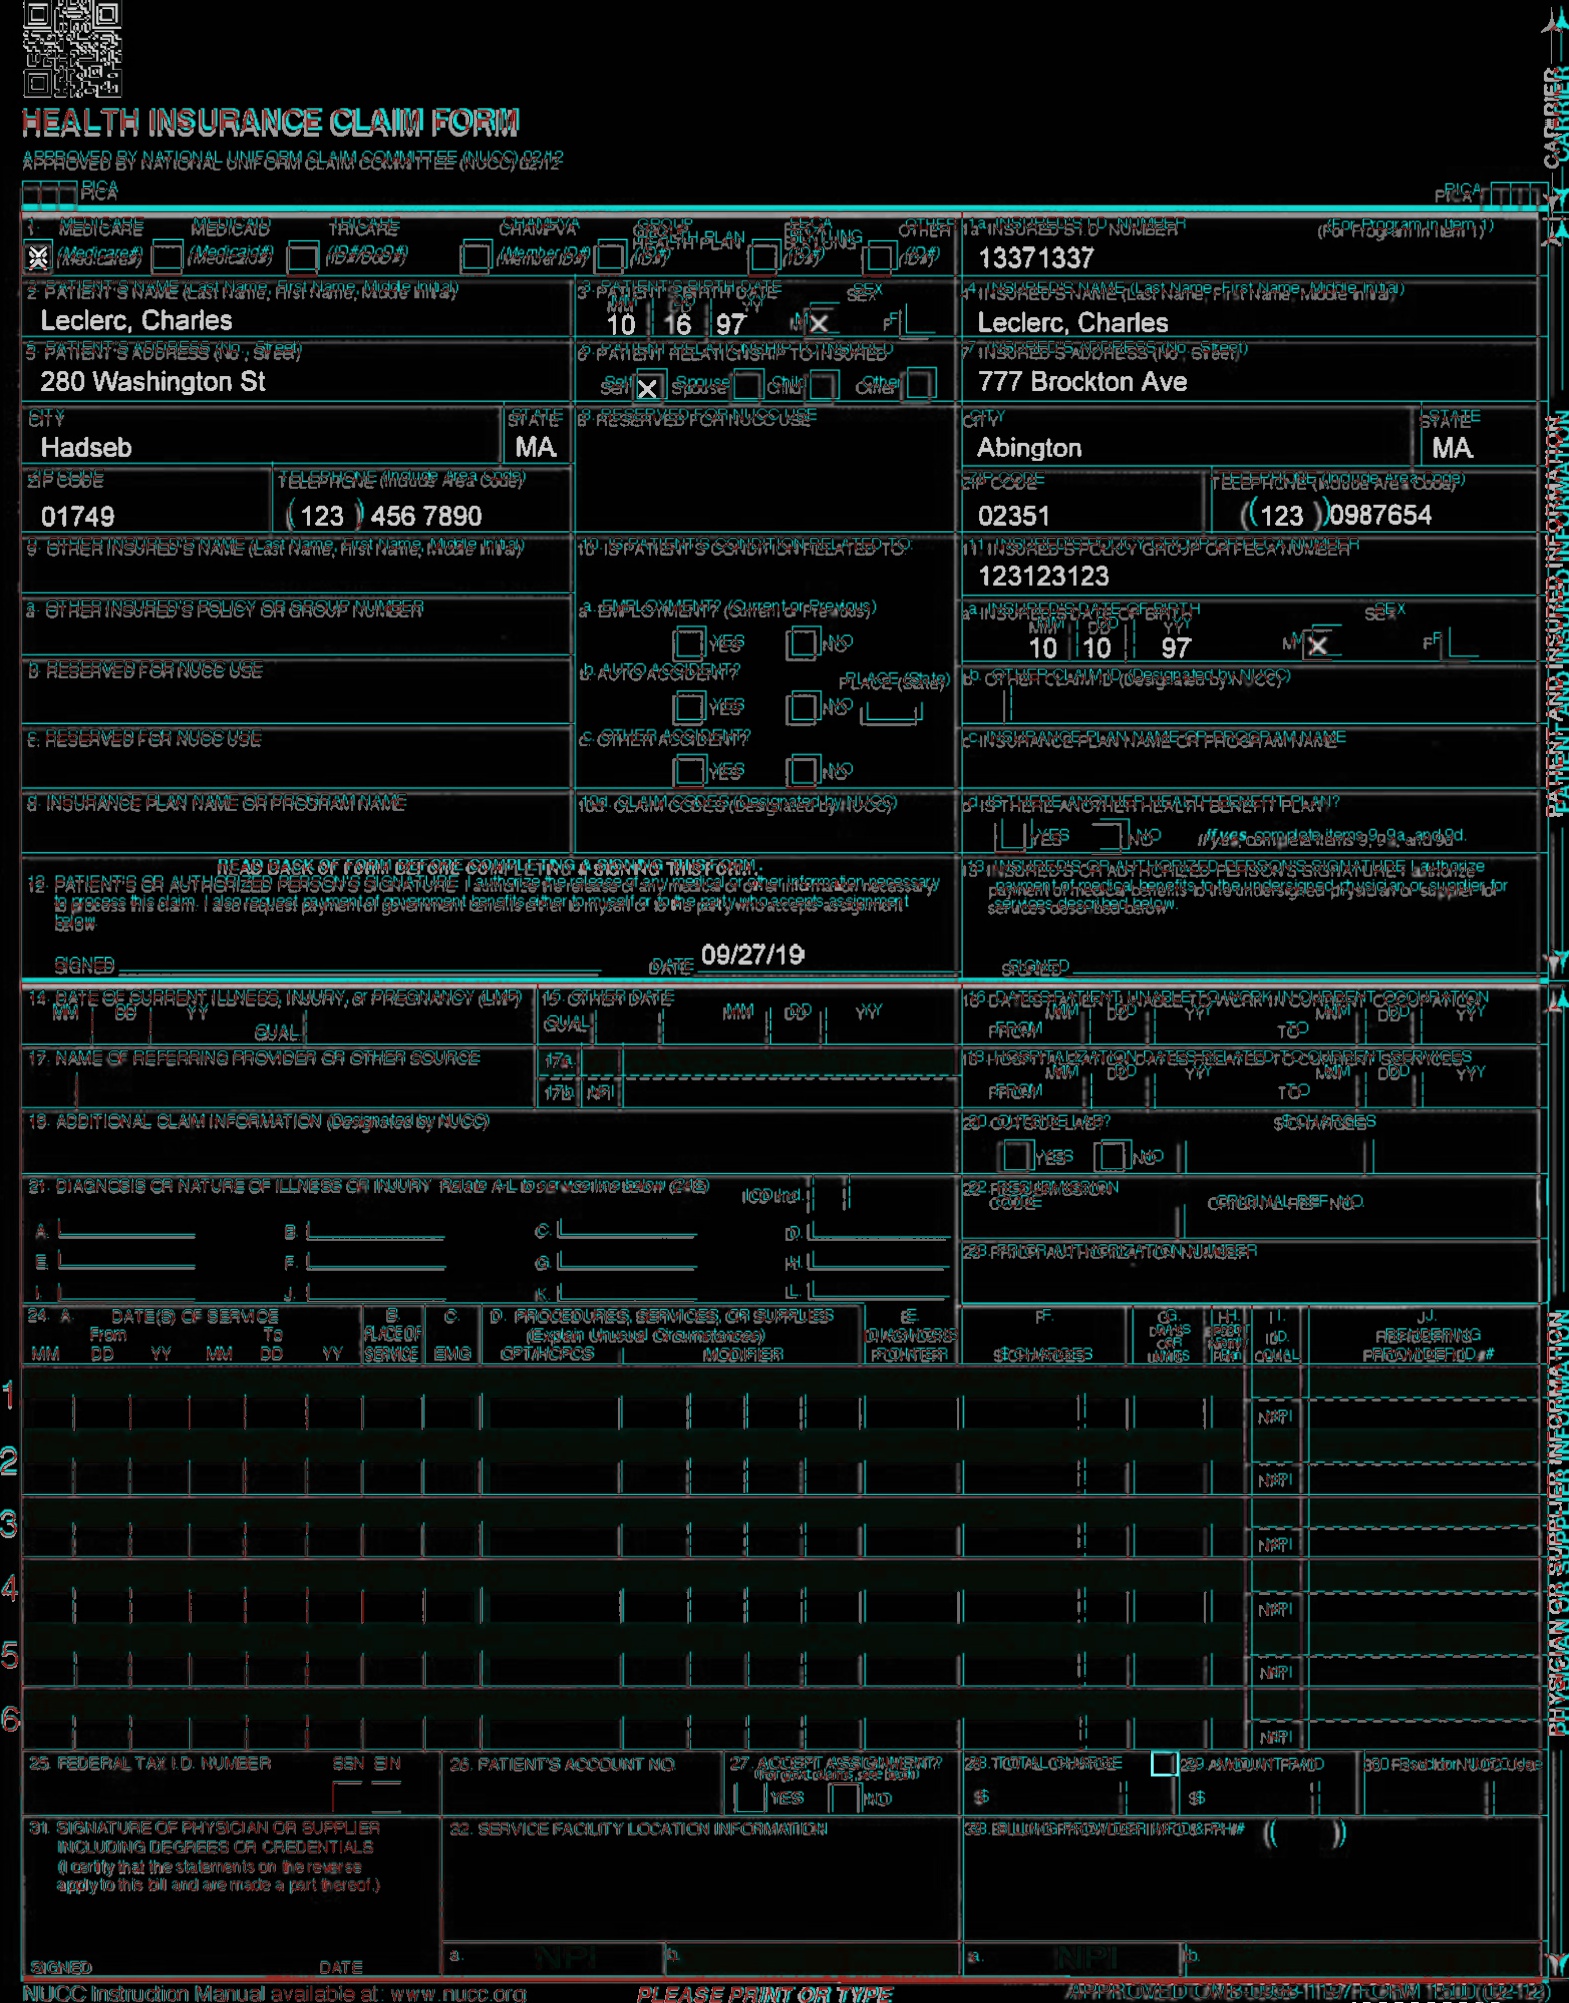 HEALTH INSURANCE CLAIM FORM
APPROVED BY NATIONAL UNIFORM CLAIM COMMITTEE (NUCC) 02/12
PICA
PICA
CARRIER
1. MEDICARE MEDICAID TRICARE CHAMPVA GROUP HEALTH PLAN FECA BLK LUNG OTHER
(Medicare#) (Medicaid#) (ID#/DoD#) (Member ID#) (ID#) (ID#) (ID#)
1a. INSURED'S I.D. NUMBER (For Program in Item 1)
13371337
2. PATIENT'S NAME (Last Name, First Name, Middle Initial)
Leclerc, Charles
3. PATIENT'S BIRTH DATE SEX
MM DD YY
10 16 97 M X F
4. INSURED'S NAME (Last Name, First Name, Middle Initial)
Leclerc, Charles
5. PATIENT'S ADDRESS (No., Street)
280 Washington St
6. PATIENT RELATIONSHIP TO INSURED
Self X Spouse Child Other
7. INSURED'S ADDRESS (No., Street)
777 Brockton Ave
CITY STATE
Hadseb MA
8. RESERVED FOR NUCC USE
CITY STATE
Abington MA
ZIP CODE TELEPHONE (Include Area Code)
01749 (123) 456 7890
ZIP CODE TELEPHONE (Include Area Code)
02351 (123) 0987654
9. OTHER INSURED'S NAME (Last Name, First Name, Middle Initial)
10. IS PATIENT'S CONDITION RELATED TO:
11. INSURED'S POLICY GROUP OR FECA NUMBER
123123123
a. OTHER INSURED'S POLICY OR GROUP NUMBER
a. EMPLOYMENT? (Current or Previous)
YES NO
a. INSURED'S DATE OF BIRTH SEX
MM DD YY
10 10 97 M X F
b. RESERVED FOR NUCC USE
b. AUTO ACCIDENT? PLACE (State)
YES NO
b. OTHER CLAIM ID (Designated by NUCC)
c. RESERVED FOR NUCC USE
c. OTHER ACCIDENT?
YES NO
c. INSURANCE PLAN NAME OR PROGRAM NAME
d. INSURANCE PLAN NAME OR PROGRAM NAME
10d. CLAIM CODES (Designated by NUCC)
d. IS THERE ANOTHER HEALTH BENEFIT PLAN?
YES NO If yes, complete items 9, 9a, and 9d.
PATIENT AND INSURED INFORMATION
READ BACK OF FORM BEFORE COMPLETING & SIGNING THIS FORM.
12. PATIENT'S OR AUTHORIZED PERSON'S SIGNATURE I authorize the release of any medical or other information necessary
to process this claim. I also request payment of government benefits either to myself or to the party who accepts assignment
below.
SIGNED DATE 09/27/19
13. INSURED'S OR AUTHORIZED PERSON'S SIGNATURE I authorize
payment of medical benefits to the undersigned physician or supplier for
services described below.
SIGNED
14. DATE OF CURRENT ILLNESS, INJURY, or PREGNANCY (LMP)
MM DD YY
QUAL.
15. OTHER DATE
QUAL. MM DD YY
16. DATES PATIENT UNABLE TO WORK IN CURRENT OCCUPATION
MM DD YY MM DD YY
FROM TO
17. NAME OF REFERRING PROVIDER OR OTHER SOURCE
17a.
17b. NPI
18. HOSPITALIZATION DATES RELATED TO CURRENT SERVICES
MM DD YY MM DD YY
FROM TO
19. ADDITIONAL CLAIM INFORMATION (Designated by NUCC)
20. OUTSIDE LAB? $ CHARGES
YES NO
21. DIAGNOSIS OR NATURE OF ILLNESS OR INJURY Relate A-L to service line below (24E)
ICD Ind.
A. B. C. D.
E. F. G. H.
I. J. K. L.
22. RESUBMISSION
CODE ORIGINAL REF. NO.
23. PRIOR AUTHORIZATION NUMBER
24. A. DATE(S) OF SERVICE
From To
MM DD YY MM DD YY
B.
PLACE OF
SERVICE
C.
EMG
D. PROCEDURES, SERVICES, OR SUPPLIES
(Explain Unusual Circumstances)
CPT/HCPCS MODIFIER
E.
DIAGNOSIS
POINTER
F.
$ CHARGES
G.
DAYS
OR
UNITS
H.
I.
ID.
QUAL.
J.
RENDERING
PROVIDER ID. #
1 NPI
2 NPI
3 NPI
4 NPI
5 NPI
6 NPI
PHYSICIAN OR SUPPLIER INFORMATION
25. FEDERAL TAX I.D. NUMBER SSN EIN
26. PATIENT'S ACCOUNT NO.
27. ACCEPT ASSIGNMENT?
(For govt. claims, see back)
YES NO
28. TOTAL CHARGE
$
29. AMOUNT PAID
$
30. Rsvd for NUCC Use
31. SIGNATURE OF PHYSICIAN OR SUPPLIER
INCLUDING DEGREES OR CREDENTIALS
(I certify that the statements on the reverse
apply to this bill and are made a part thereof.)
SIGNED DATE
32. SERVICE FACILITY LOCATION INFORMATION
a. NPI b.
33. BILLING PROVIDER INFO & PH # ( )
a. NPI b.
NUCC Instruction Manual available at: www.nucc.org
PLEASE PRINT OR TYPE
APPROVED OMB-0938-1197 FORM 1500 (02-12)